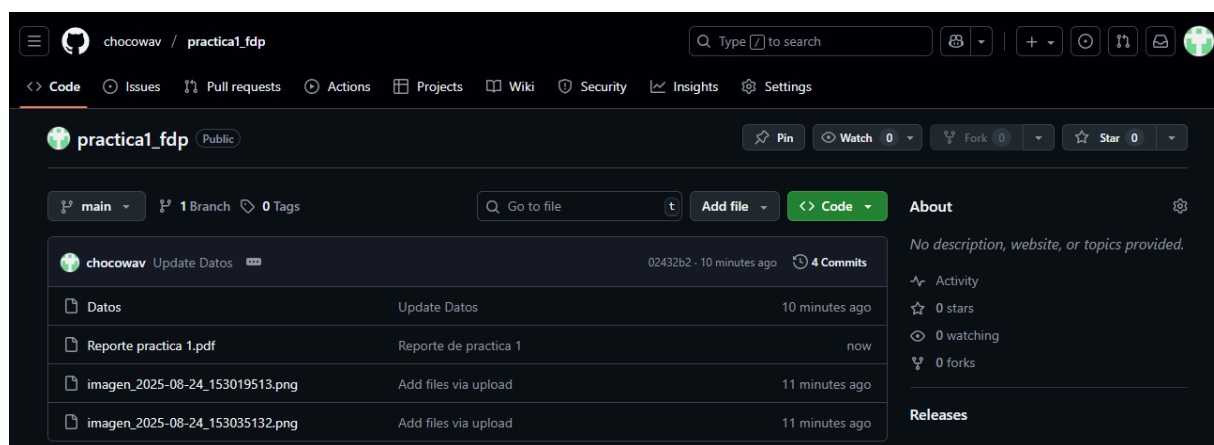 chocowav / practica1_fdp
Type / to search
Code Issues Pull requests Actions Projects Wiki Security Insights Settings
practica1_fdp Public
Pin Watch 0 Fork 0 Star 0
main 1 Branch 0 Tags Go to file t Add file Code
About
No description, website, or topics provided.
chocowav Update Datos 02432b2 · 10 minutes ago 4 Commits
Activity
Datos Update Datos 10 minutes ago
0 stars
0 watching
Reporte practica 1.pdf Reporte de practica 1 now
0 forks
imagen_2025-08-24_153019513.png Add files via upload 11 minutes ago
Releases
imagen_2025-08-24_153035132.png Add files via upload 11 minutes ago